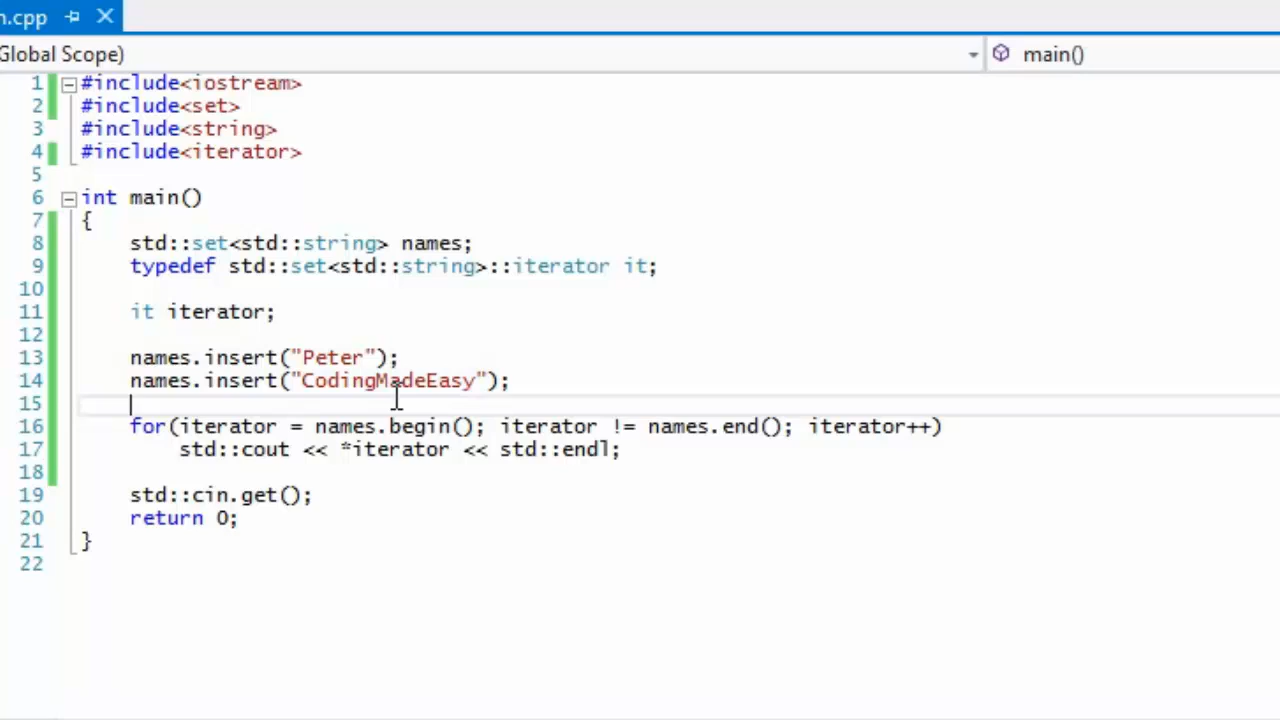 n.cpp
Global Scope)
main()
1 #include<iostream>
2 #include<set>
3 #include<string>
4 #include<iterator>
5
6 int main()
7 {
8 std::set<std::string> names;
9 typedef std::set<std::string>::iterator it;
10
11 it iterator;
12
13 names.insert("Peter");
14 names.insert("CodingMadeEasy");
15
16 for(iterator = names.begin(); iterator != names.end(); iterator++)
17 std::cout << *iterator << std::endl;
18
19 std::cin.get();
20 return 0;
21 }
22